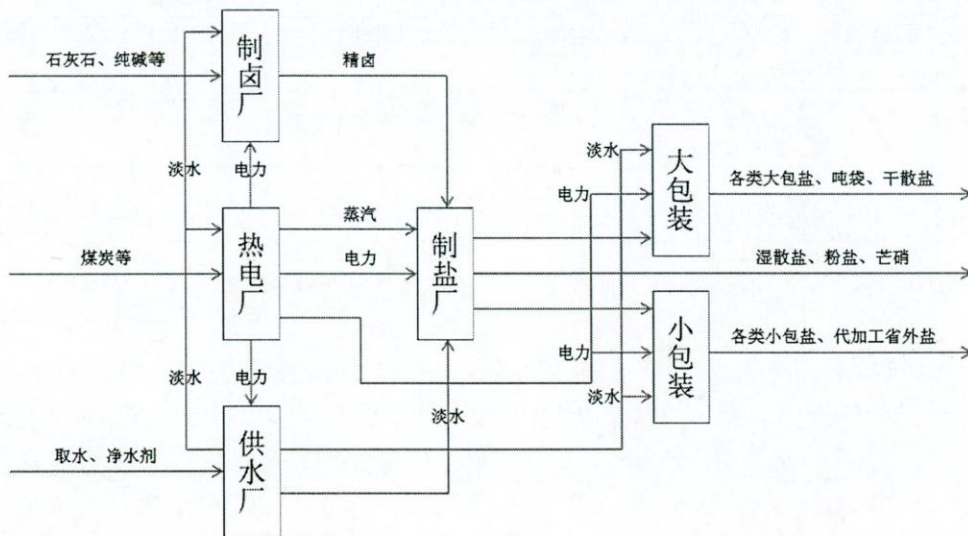 制卤厂
石灰石、纯碱等
精卤
淡水
电力
大包装
淡水
各类大包盐、吨袋、干散盐
电力
蒸汽
热电厂
制盐厂
煤炭等
电力
湿散盐、粉盐、芒硝
小包装
各类小包盐、代加工省外盐
电力
淡水
电力
淡水
淡水
供水厂
取水、净水剂